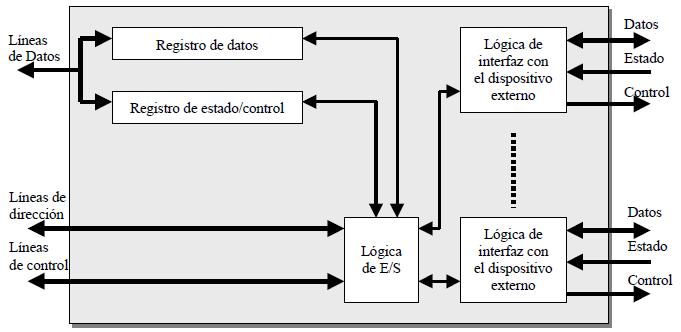 Líneas
de Datos
Registro de datos
Registro de estado/control
Lógica de
interfaz con
el dispositivo
externo
Datos
Estado
Control
Líneas de
dirección
Líneas
de control
Lógica
de E/S
Lógica de
interfaz con
el dispositivo
externo
Datos
Estado
Control